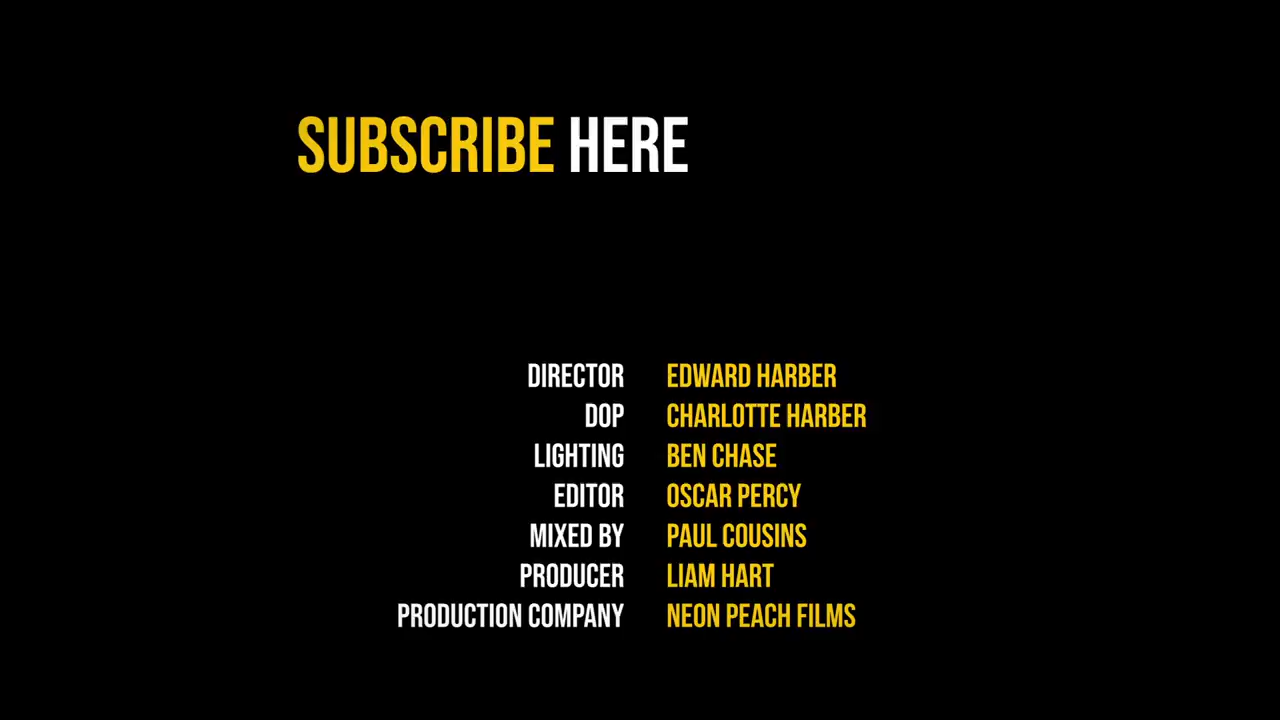 SUBSCRIBE HERE
DIRECTOR EDWARD HARBER
DOP CHARLOTTE HARBER
LIGHTING BEN CHASE
EDITOR OSCAR PERCY
MIXED BY PAUL COUSINS
PRODUCER LIAM HART
PRODUCTION COMPANY NEON PEACH FILMS